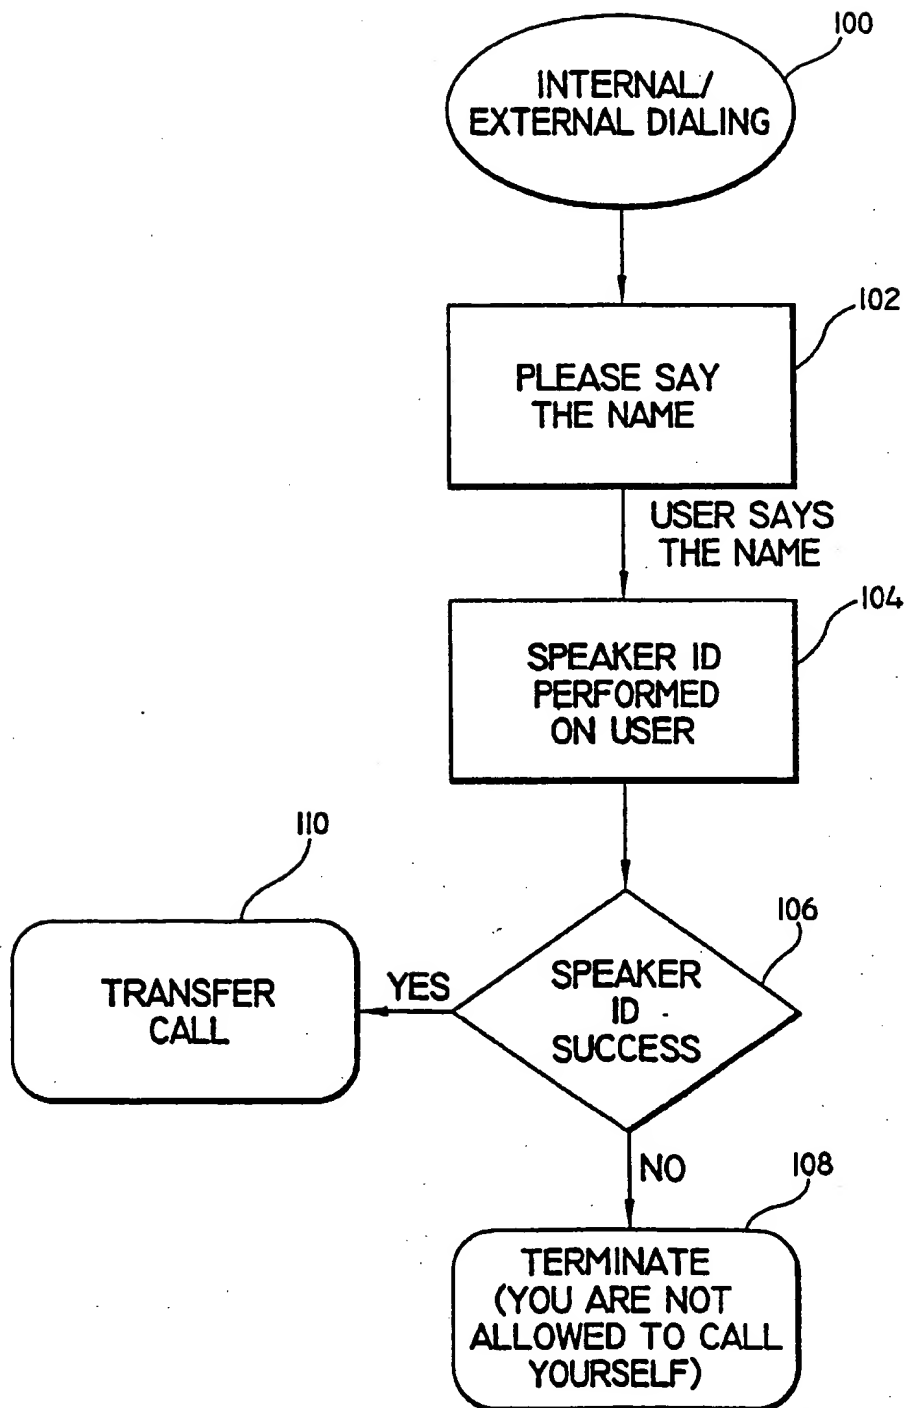 100
INTERNAL/
EXTERNAL DIALING
102
PLEASE SAY
THE NAME
USER SAYS
THE NAME
104
SPEAKER ID
PERFORMED
ON USER
110
106
TRANSFER
CALL
YES
SPEAKER
ID
SUCCESS
NO
108
TERMINATE
(YOU ARE NOT
ALLOWED TO CALL
YOURSELF)